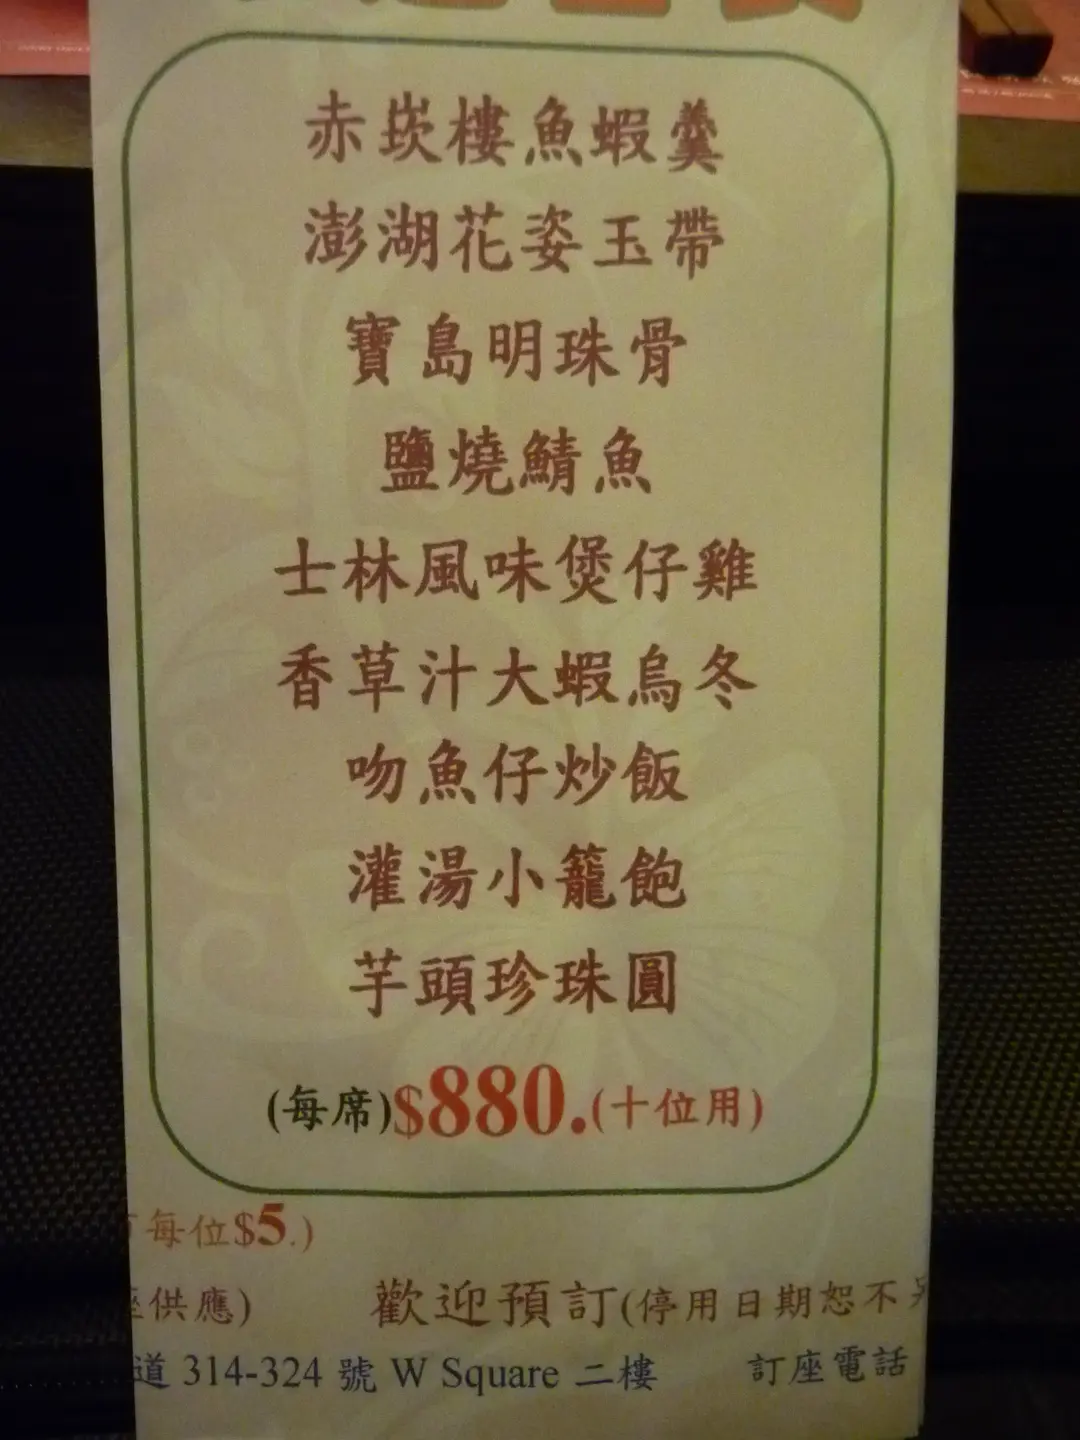 赤崁樓魚蝦羹
澎湖花姿玉帶
寶島明珠骨
鹽燒鯖魚
士林風味煲仔雞
香草汁大蝦烏冬
吻魚仔炒飯
灌湯小籠飽
芋頭珍珠圓
(每席)$880.(十位用)
每位$5.)
供應) 歡迎預訂(停用日期恕不
道 314-324 號 W Square 二樓 訂座電話